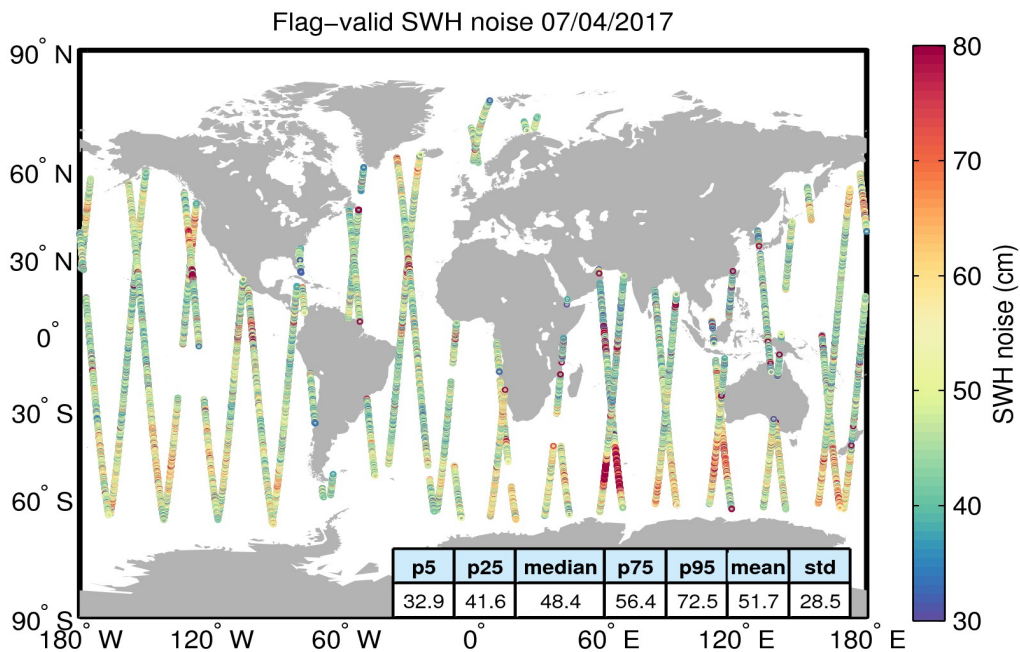 Flag−valid SWH noise 07/04/2017
90° N
60° N
30° N
0°
30° S
60° S
90° S
180° W
120° W
60° W
0°
60° E
120° E
180° E
80
70
60
50
40
30
SWH noise (cm)
p5 p25 median p75 p95 mean std
32.9 41.6 48.4 56.4 72.5 51.7 28.5